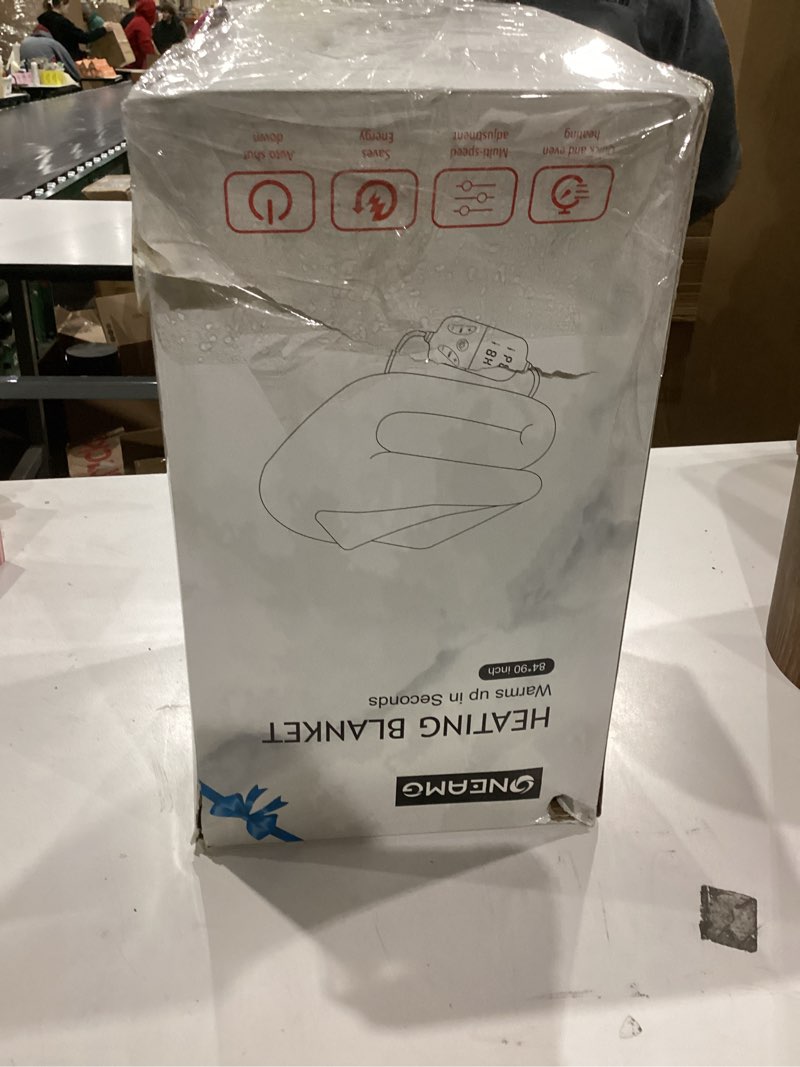 ONEAMG
HEATING BLANKET
Warms up in Seconds
84*90 inch
Quick and even
heating
Multi-speed
adjustment
Saves
Energy
Auto shut
down